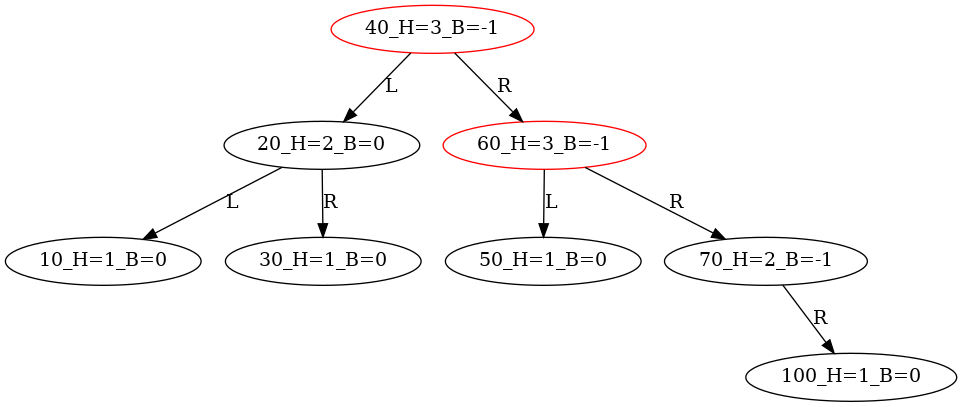 40_H=3_B=-1
L
R
20_H=2_B=0
60_H=3_B=-1
L
R
L
R
10_H=1_B=0
30_H=1_B=0
50_H=1_B=0
70_H=2_B=-1
R
100_H=1_B=0